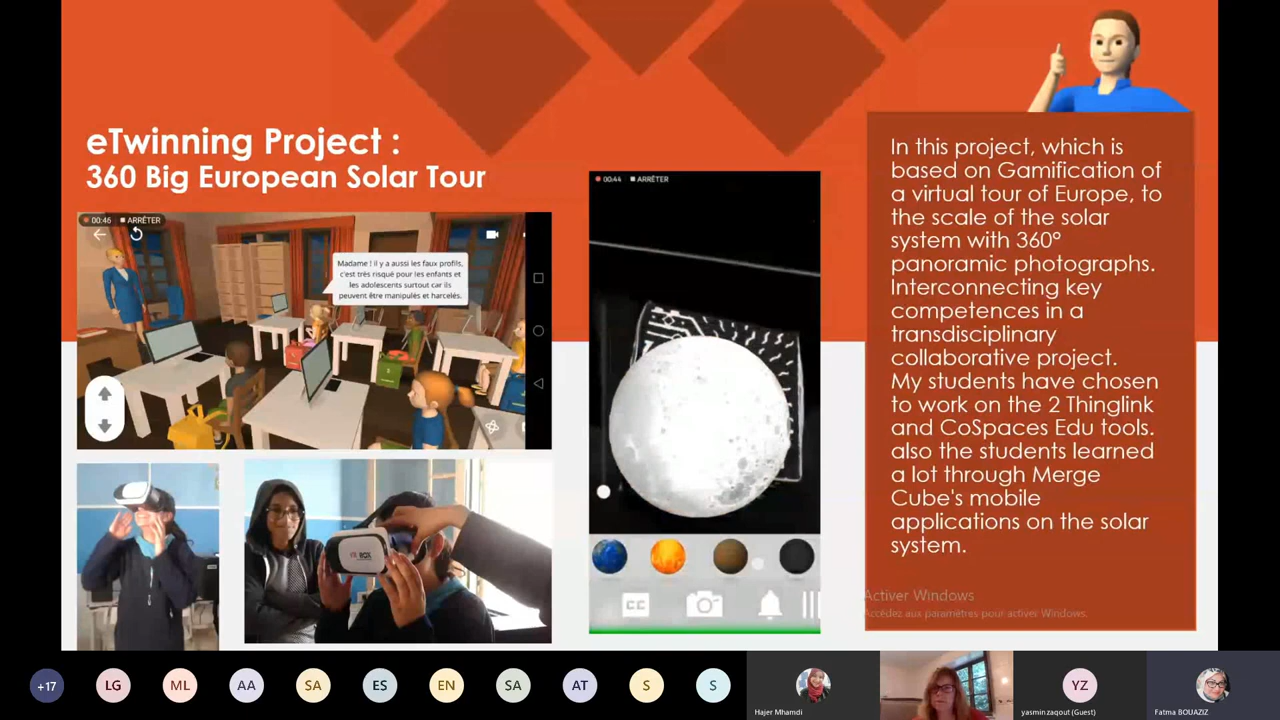 eTwinning Project :
360 Big European Solar Tour
00:46 ARRÊTER
Madame ! il y a aussi les faux profils,
c'est très risqué pour les enfants et
les adolescents surtout car ils
peuvent être manipulés et harcelés.
00:44 ARRÊTER
CC
In this project, which is
based on Gamification of
a virtual tour of Europe, to
the scale of the solar
system with 360°
panoramic photographs.
Interconnecting key
competences in a
transdisciplinary
collaborative project.
My students have chosen
to work on the 2 Thinglink
and CoSpaces Edu tools.
also the students learned
a lot through Merge
Cube's mobile
applications on the solar
system.
Activer Windows
Accédez aux paramètres pour activer Windows.
+17
LG
ML
AA
SA
ES
EN
SA
AT
S
S
Hajer Mhamdi
YZ
yasmin zaqout (Guest)
Fatma BOUAZIZ